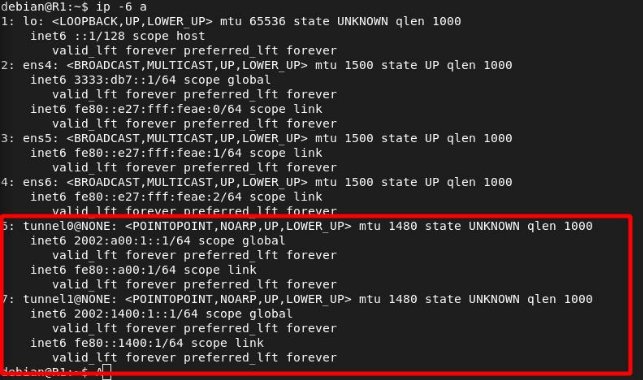 debian@R1:~$ ip -6 a
1: lo: <LOOPBACK,UP,LOWER_UP> mtu 65536 state UNKNOWN qlen 1000
inet6 ::1/128 scope host
valid_lft forever preferred_lft forever
2: ens4: <BROADCAST,MULTICAST,UP,LOWER_UP> mtu 1500 state UP qlen 1000
inet6 3333:db7::1/64 scope global
valid_lft forever preferred_lft forever
inet6 fe80::e27:fff:feae:0/64 scope link
valid_lft forever preferred_lft forever
3: ens5: <BROADCAST,MULTICAST,UP,LOWER_UP> mtu 1500 state UP qlen 1000
inet6 fe80::e27:fff:feae:1/64 scope link
valid_lft forever preferred_lft forever
4: ens6: <BROADCAST,MULTICAST,UP,LOWER_UP> mtu 1500 state UP qlen 1000
inet6 fe80::e27:fff:feae:2/64 scope link
valid_lft forever preferred_lft forever
6: tunnel0@NONE: <POINTOPOINT,NOARP,UP,LOWER_UP> mtu 1480 state UNKNOWN qlen 1000
inet6 2002:a00:1::1/64 scope global
valid_lft forever preferred_lft forever
inet6 fe80::a00:1/64 scope link
valid_lft forever preferred_lft forever
7: tunnel1@NONE: <POINTOPOINT,NOARP,UP,LOWER_UP> mtu 1480 state UNKNOWN qlen 1000
inet6 2002:1400:1::1/64 scope global
valid_lft forever preferred_lft forever
inet6 fe80::1400:1/64 scope link
valid_lft forever preferred_lft forever
debian@R1:~$ A